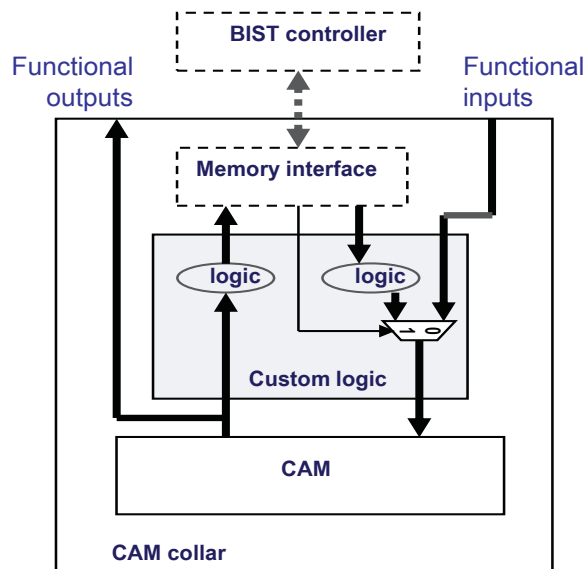 BIST controller
Functional
outputs
Functional
inputs
Memory interface
logic
logic
1 0
Custom logic
CAM
CAM collar